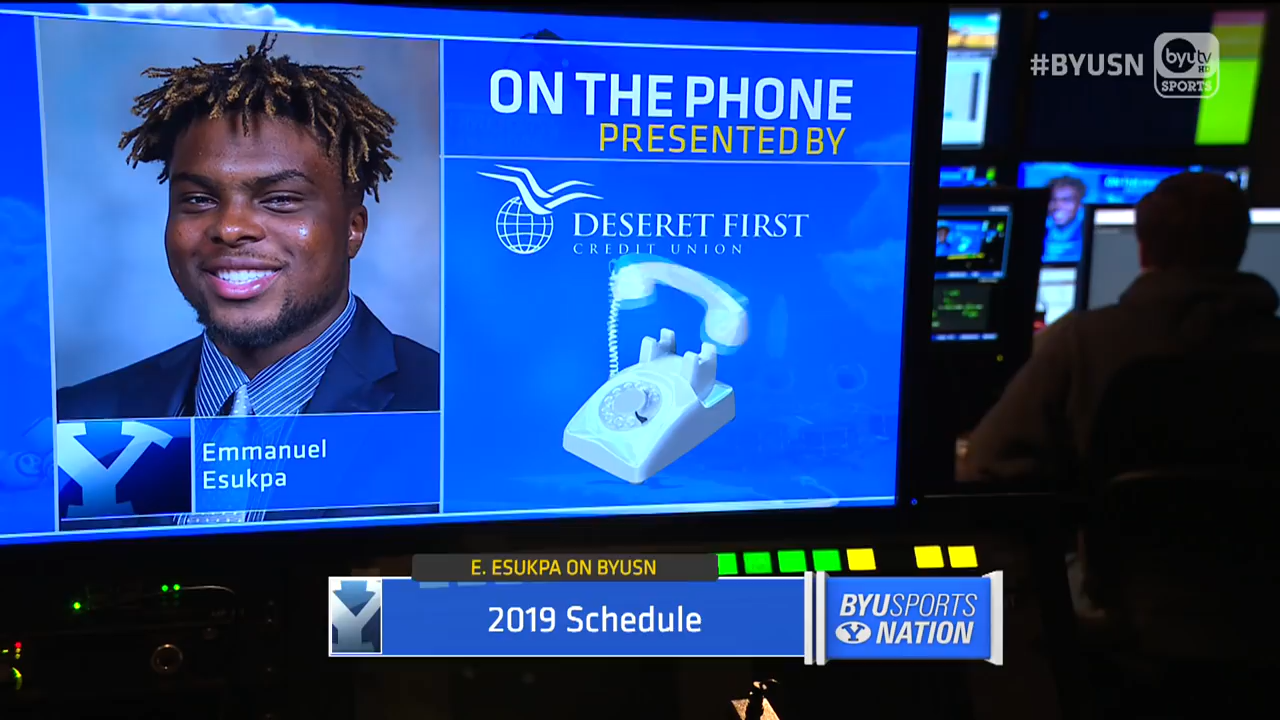 ON THE PHONE
PRESENTED BY
DESERET FIRST
CREDIT UNION
Emmanuel
Esukpa
#BYUSN
byutv
HD
SPORTS
E. ESUKPA ON BYUSN
2019 Schedule
BYUSPORTS
NATION